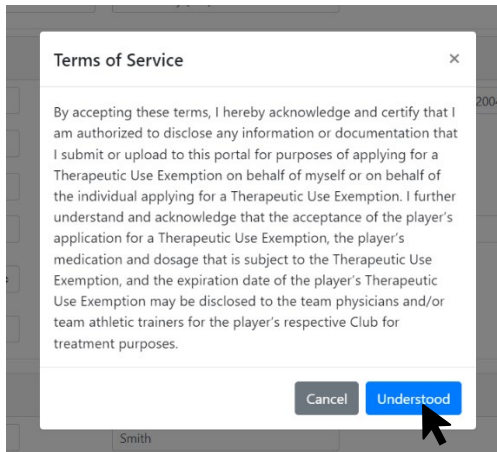 Terms of Service ×
2004
By accepting these terms, I hereby acknowledge and certify that I
am authorized to disclose any information or documentation that
I submit or upload to this portal for purposes of applying for a
Therapeutic Use Exemption on behalf of myself or on behalf of
the individual applying for a Therapeutic Use Exemption. I further
understand and acknowledge that the acceptance of the player's
application for a Therapeutic Use Exemption, the player's
medication and dosage that is subject to the Therapeutic Use
Exemption, and the expiration date of the player's Therapeutic
Use Exemption may be disclosed to the team physicians and/or
team athletic trainers for the player's respective Club for
treatment purposes.
Cancel Understood
Smith